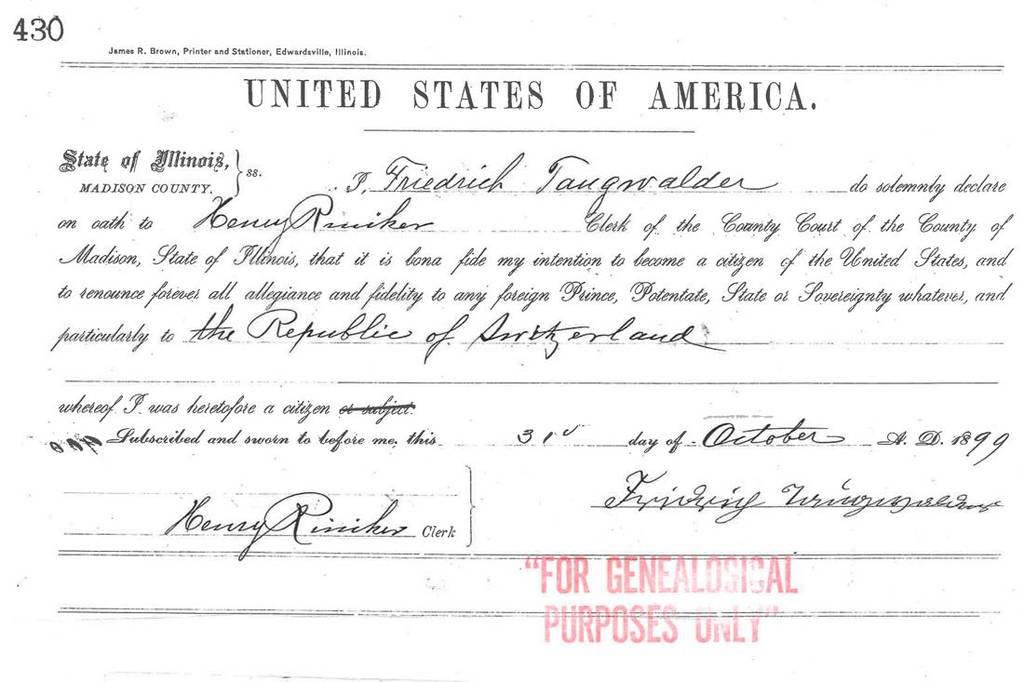 430
James R. Brown, Printer and Stationer, Edwardsville, Illinois.
UNITED STATES OF AMERICA.
State of Illinois,
MADISON COUNTY. } ss.
I, Friedrich Taugwalder do solemnly declare
on oath to Henry Riniker Clerk of the County Court of the County of
Madison, State of Illinois, that it is bona fide my intention to become a citizen of the United States, and
to renounce forever all allegiance and fidelity to any foreign Prince, Potentate, State or Sovereignty whatever, and
particularly to the Republic of Switzerland
whereof I was heretofore a citizen or subject.
Subscribed and sworn to before me, this 31st day of October A. D. 1899
Friedrich Taugwalder
Henry Riniker Clerk
"FOR GENEALOGICAL
PURPOSES ONLY"